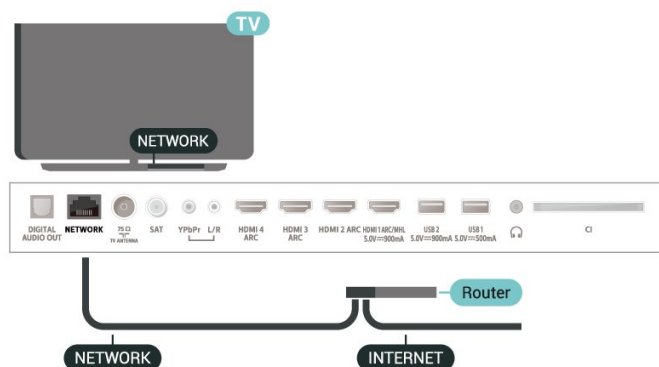 TV
NETWORK
DIGITAL
AUDIO OUT
NETWORK
75 Ω
TV ANTENNA
SAT
YPbPr
L/R
HDMI 4
ARC
HDMI 3
ARC
HDMI 2 ARC
HDMI 1 ARC/MHL
5.0V⎓900mA
USB 2
5.0V⎓900mA
USB 1
5.0V⎓500mA
CI
Router
NETWORK
INTERNET